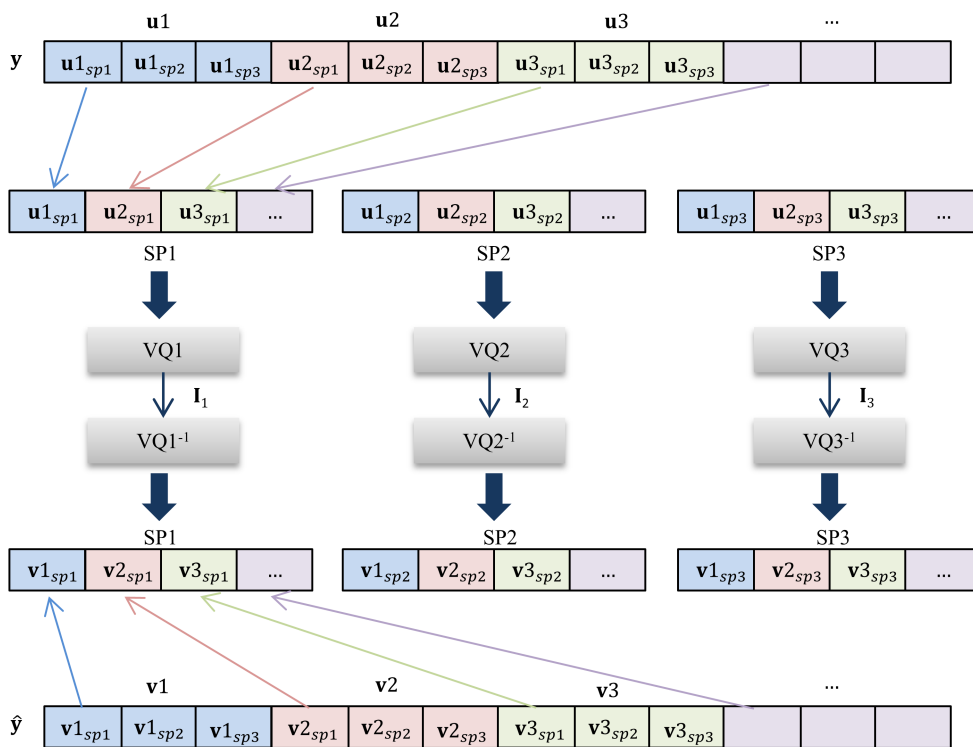 u1 u2 u3 ...
y u1sp1 u1sp2 u1sp3 u2sp1 u2sp2 u2sp3 u3sp1 u3sp2 u3sp3
u1sp1 u2sp1 u3sp1 ... u1sp2 u2sp2 u3sp2 ... u1sp3 u2sp3 u3sp3 ...
SP1 SP2 SP3
VQ1 VQ2 VQ3
I1 I2 I3
VQ1-1 VQ2-1 VQ3-1
SP1 SP2 SP3
v1sp1 v2sp1 v3sp1 ... v1sp2 v2sp2 v3sp2 ... v1sp3 v2sp3 v3sp3 ...
v1 v2 v3 ...
ŷ v1sp1 v1sp2 v1sp3 v2sp1 v2sp2 v2sp3 v3sp1 v3sp2 v3sp3